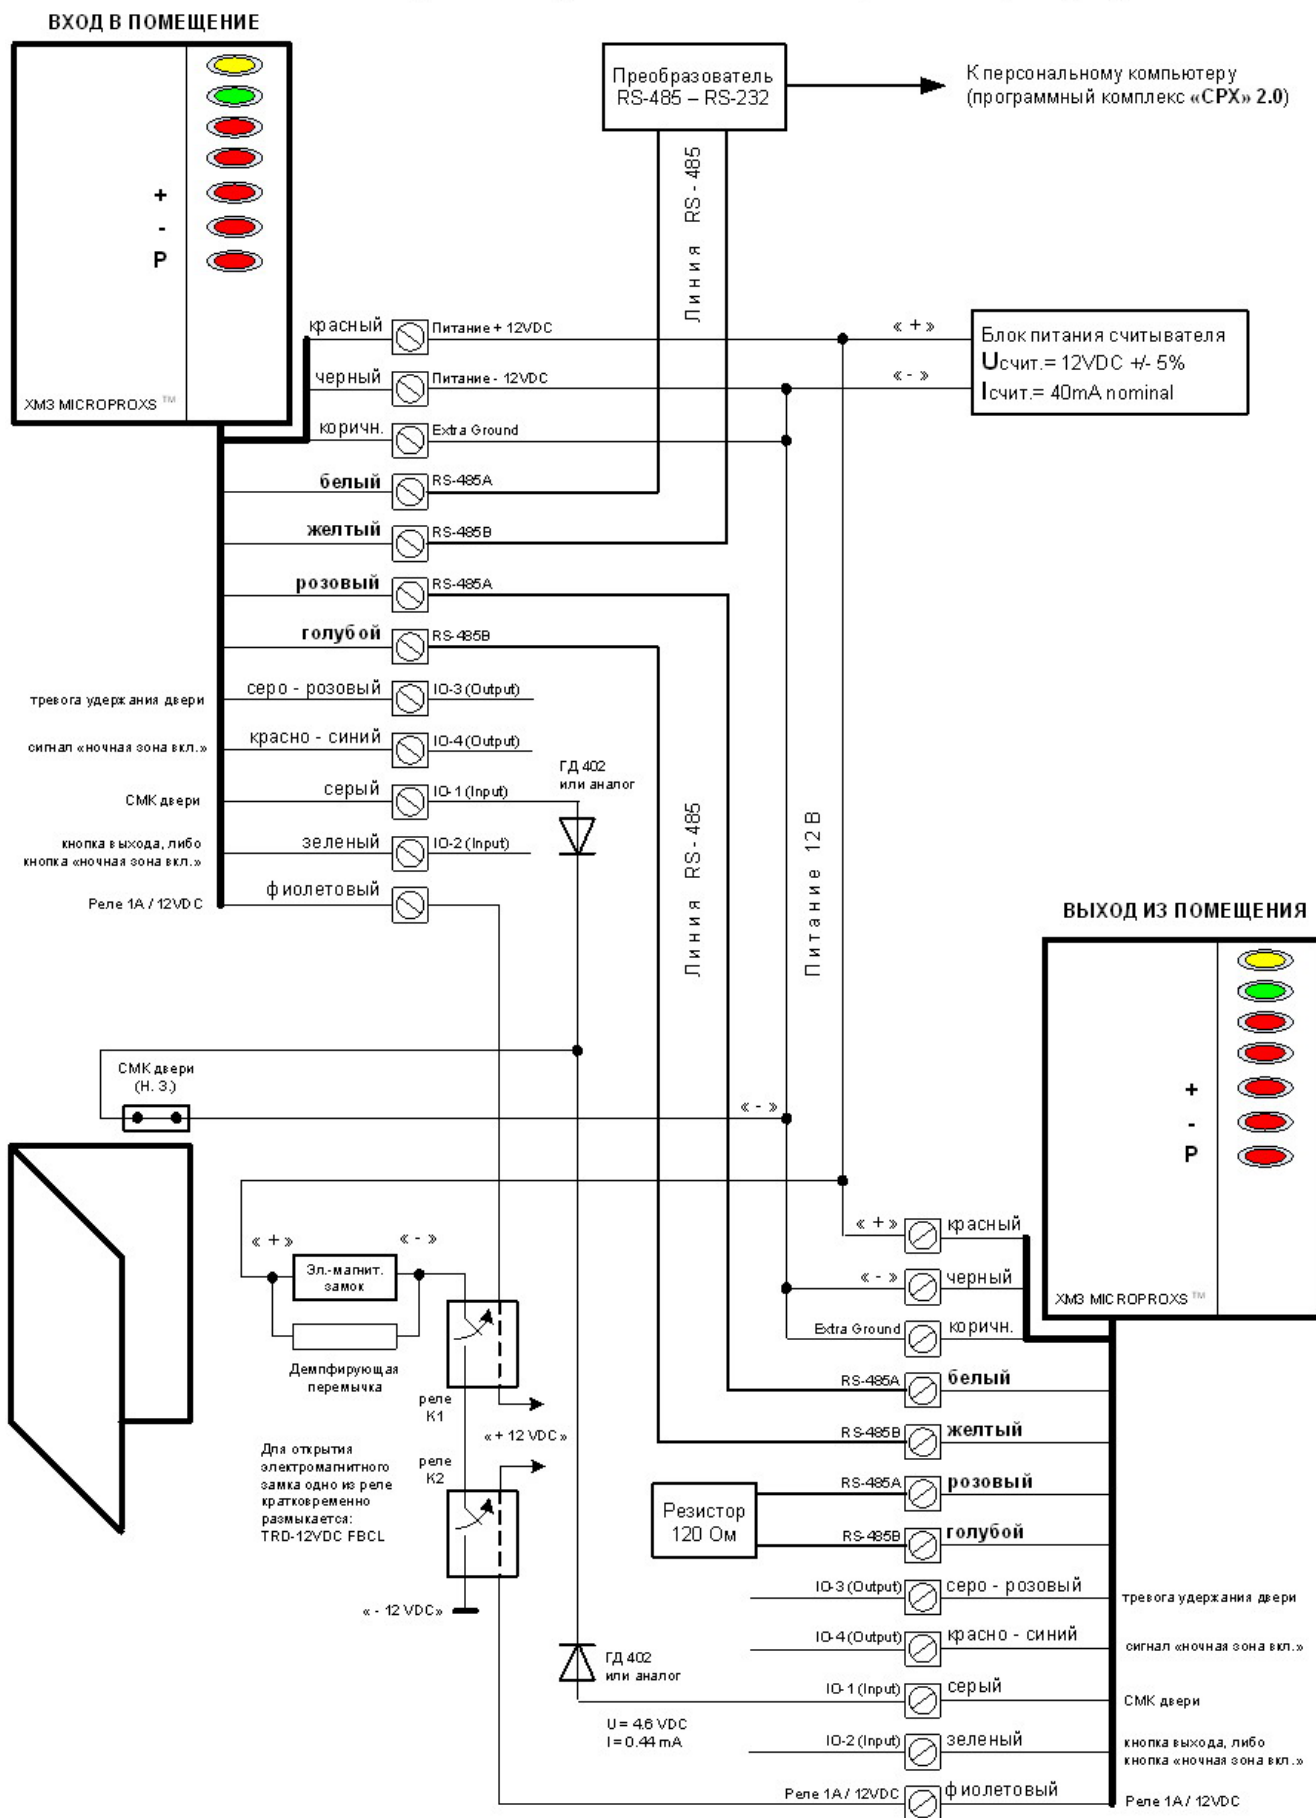 ВХОД В ПОМЕЩЕНИЕ
+
-
P
XM3 MICROPROXS ™
Преобразователь
RS-485 – RS-232
К персональному компьютеру
(программный комплекс «СРХ» 2.0)
Линия RS - 485
красный
Питание + 12VDC
« + »
черный
Питание - 12VDC
« - »
Блок питания считывателя
Uсчит.= 12VDC +/- 5%
Iсчит.= 40mA nominal
коричн.
Extra Ground
белый
RS-485A
желтый
RS-485B
розовый
RS-485A
голубой
RS-485B
тревога удержания двери
серо - розовый
IO-3 (Output)
сигнал «ночная зона вкл.»
красно - синий
IO-4 (Output)
СМК двери
серый
IO-1 (Input)
ГД 402
или аналог
кнопка выхода, либо
кнопка «ночная зона вкл.»
зеленый
IO-2 (Input)
Реле 1А / 12VDC
фиолетовый
Линия RS - 485
Питание 12 В
ВЫХОД ИЗ ПОМЕЩЕНИЯ
+
-
P
XM3 MICROPROXS ™
СМК двери
(Н. З.)
« - »
« + »
« - »
Эл.-магнит.
замок
Демпфирующая
перемычка
реле
К1
« + 12 VDC »
реле
К2
Для открытия
электромагнитного
замка одно из реле
кратковременно
размыкается:
TRD-12VDC FBCL
« - 12 VDC »
« + »
красный
« - »
черный
Extra Ground
коричн.
RS-485A
белый
RS-485B
желтый
Резистор
120 Ом
RS-485A
розовый
RS-485B
голубой
IO-3 (Output)
серо - розовый
тревога удержания двери
IO-4 (Output)
красно - синий
сигнал «ночная зона вкл.»
ГД 402
или аналог
IO-1 (Input)
серый
СМК двери
U = 4.6 VDC
I = 0.44 mA
IO-2 (Input)
зеленый
кнопка выхода, либо
кнопка «ночная зона вкл.»
Реле 1А / 12VDC
фиолетовый
Реле 1А / 12VDC